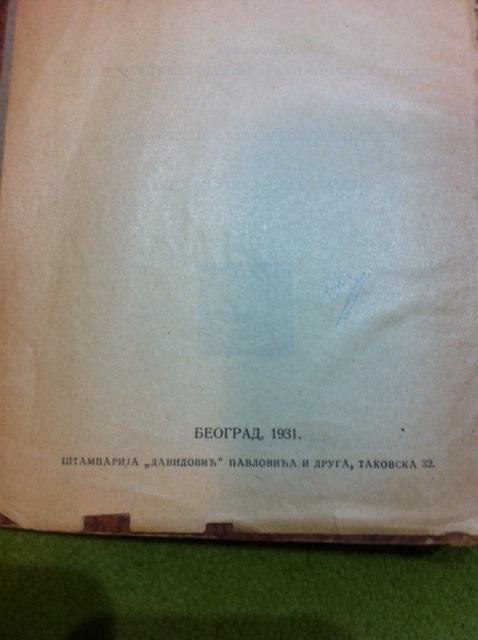 БЕОГРАД, 1931.
ШТАМПАРИЈА „ДАВИДОВИЋ" ПАВЛОВИЋА И ДРУГА, ТАКОВСКА 32.